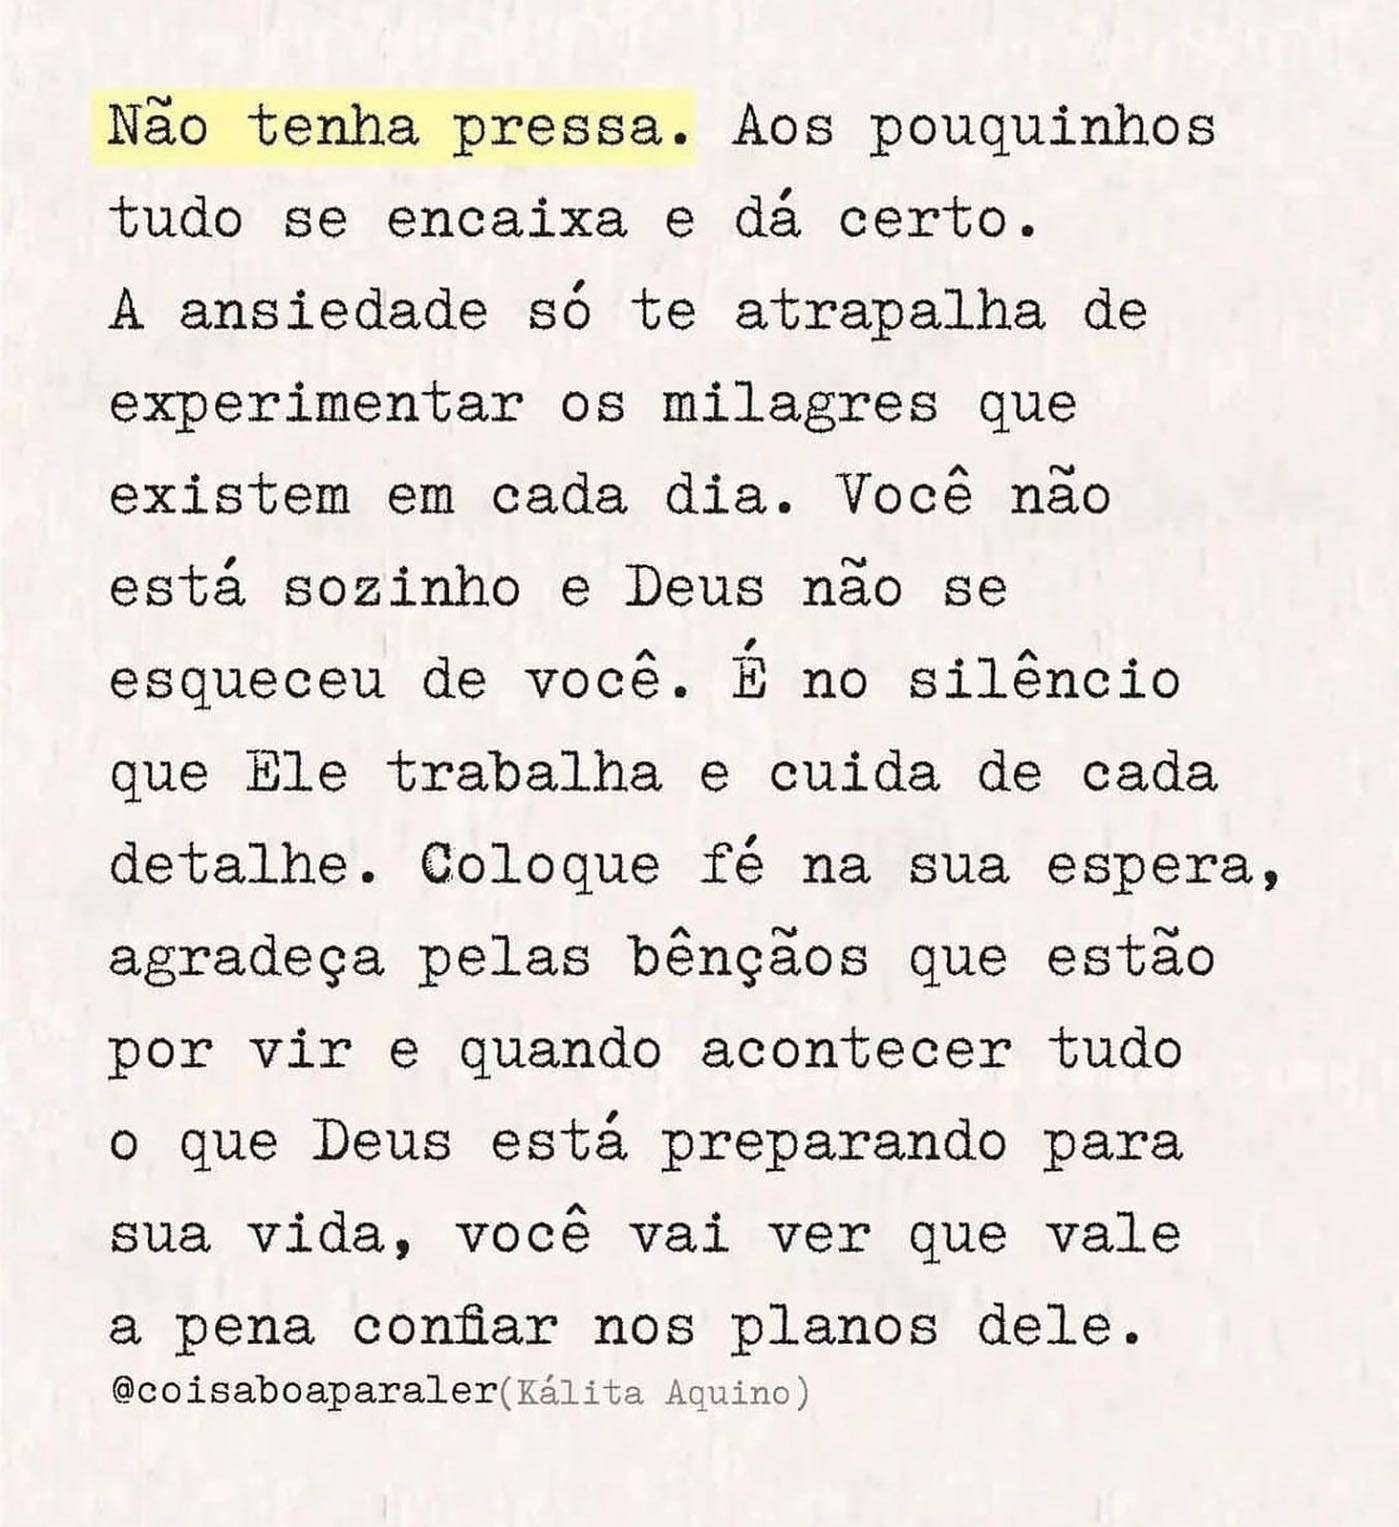 Não tenha pressa. Aos pouquinhos
tudo se encaixa e dá certo.
A ansiedade só te atrapalha de
experimentar os milagres que
existem em cada dia. Você não
está sozinho e Deus não se
esqueceu de você. É no silêncio
que Ele trabalha e cuida de cada
detalhe. Coloque fé na sua espera,
agradeça pelas bênçãos que estão
por vir e quando acontecer tudo
o que Deus está preparando para
sua vida, você vai ver que vale
a pena confiar nos planos dele.
@coisaboaparaler(Kálita Aquino)